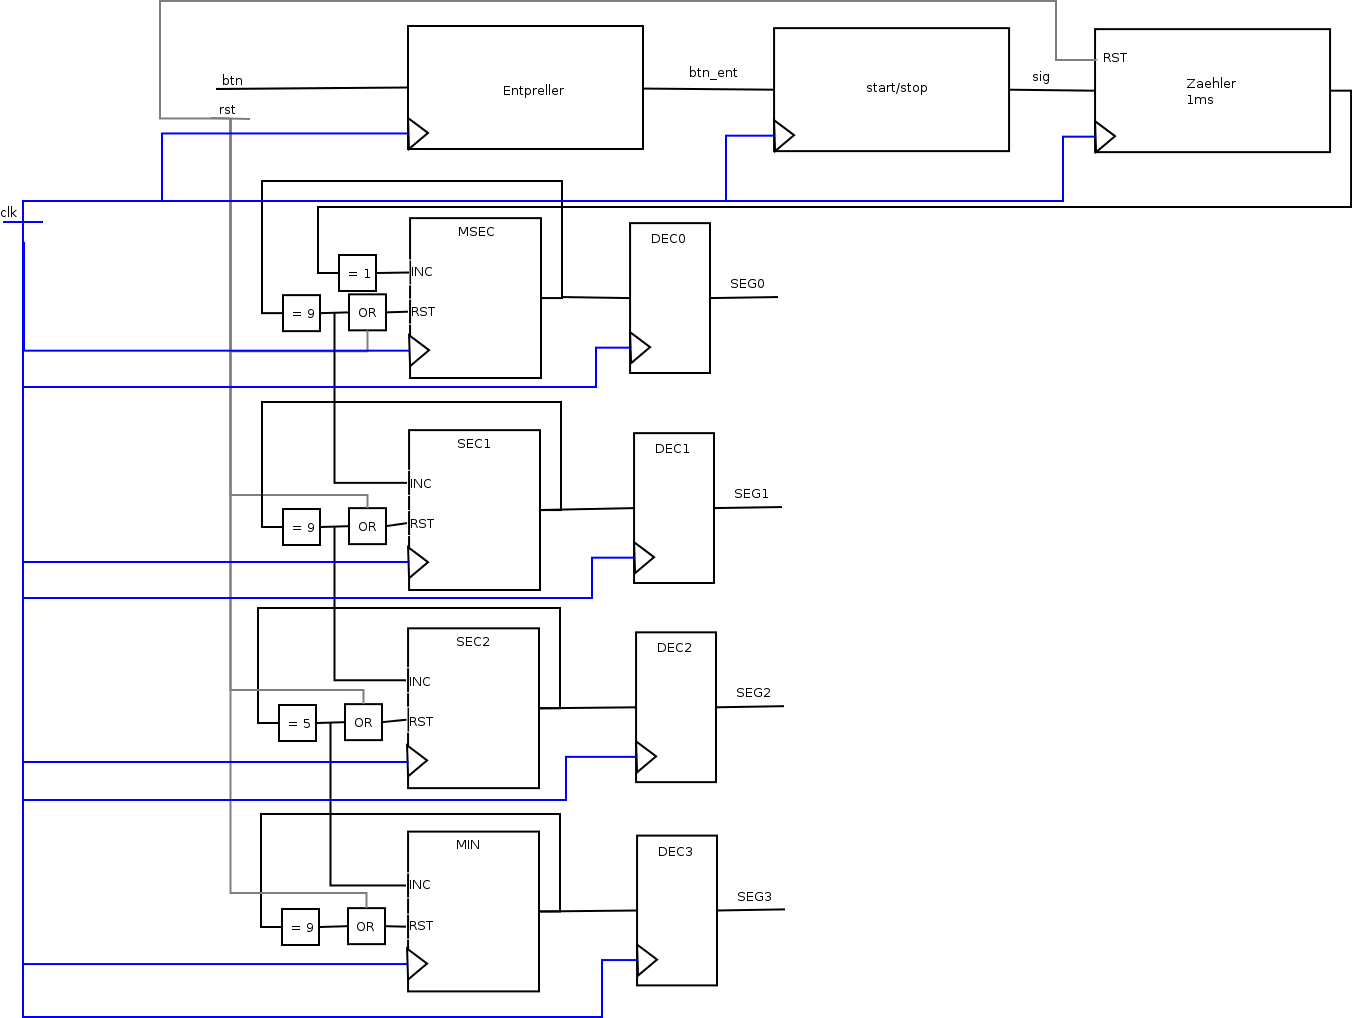 btn
Entpreller
btn_ent
start/stop
sig
RST
Zaehler
1ms
rst
clk
MSEC
DEC0
= 1
INC
SEG0
= 9
OR
RST
SEC1
DEC1
INC
SEG1
= 9
OR
RST
SEC2
DEC2
INC
SEG2
= 5
OR
RST
MIN
DEC3
INC
SEG3
= 9
OR
RST